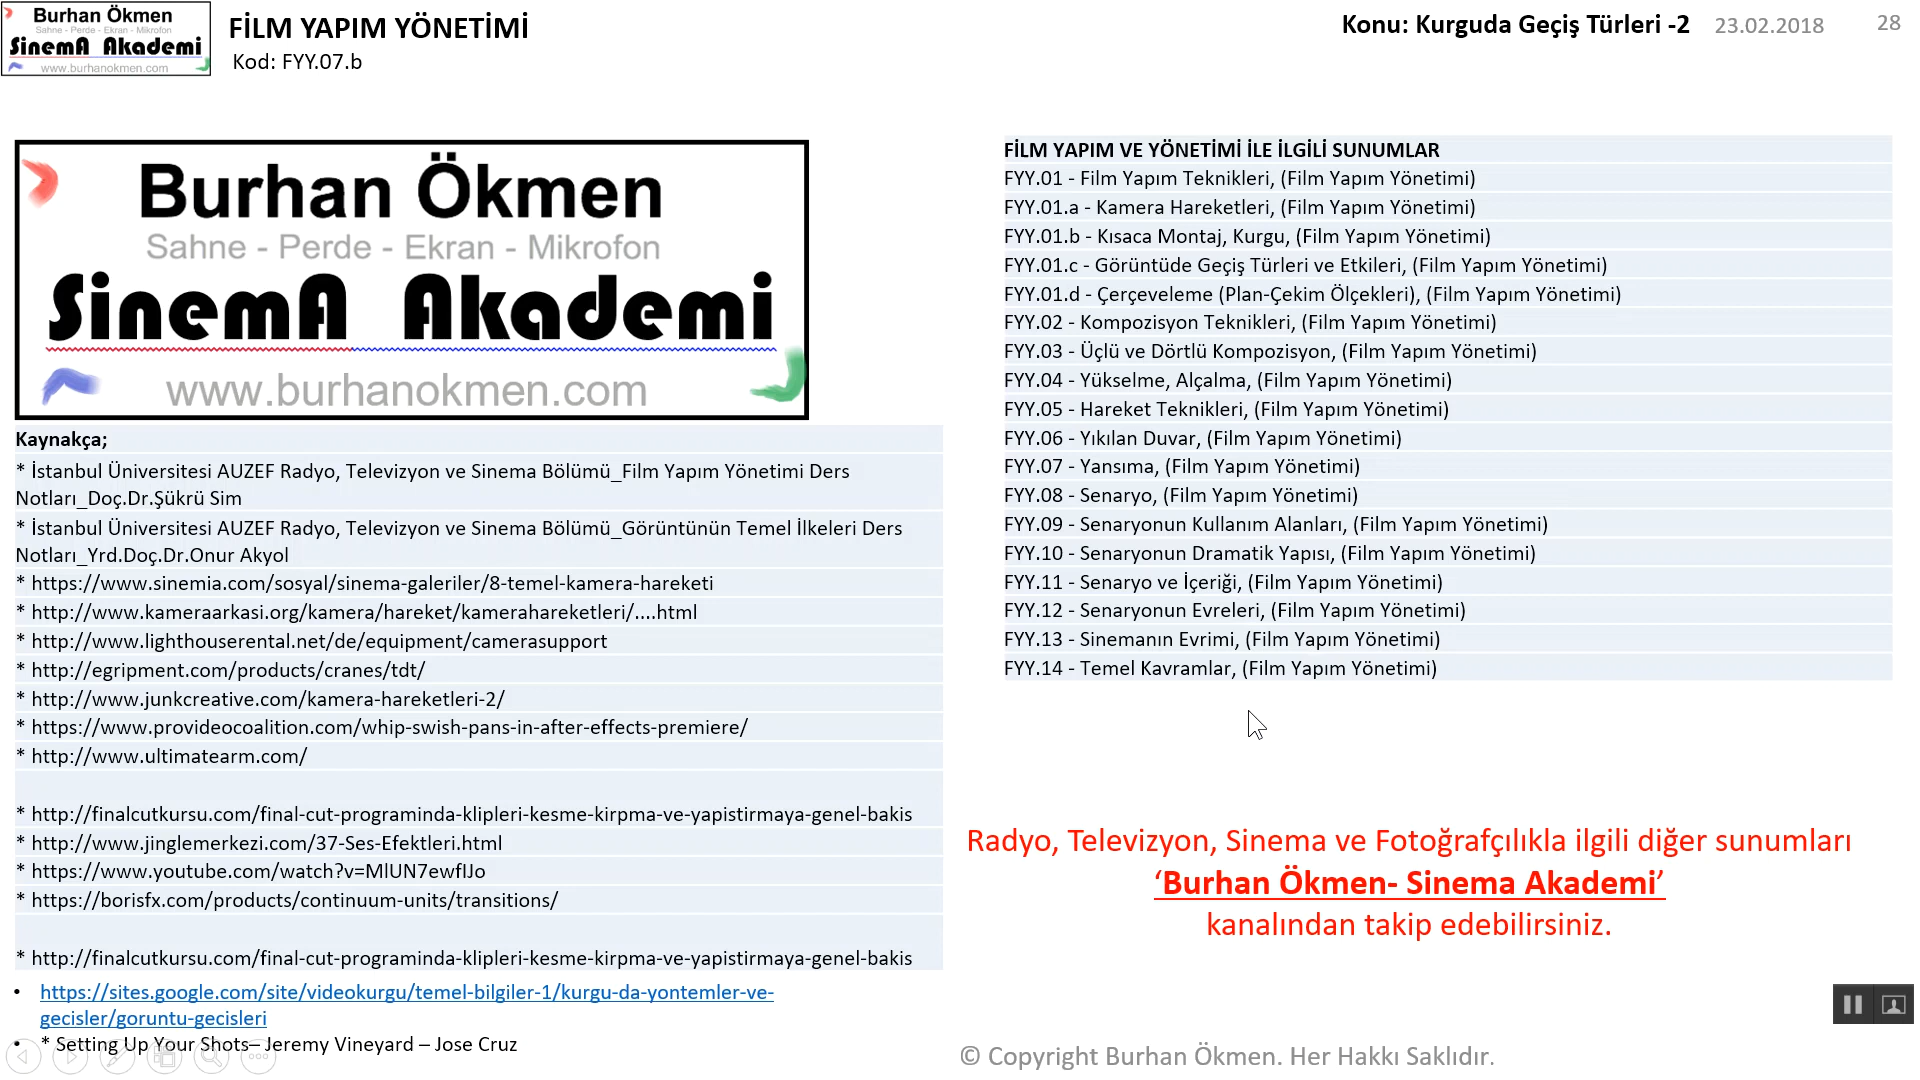 Burhan Ökmen
Sahne - Perde - Ekran - Mikrofon
SinemA Akademi
www.burhanokmen.com
FİLM YAPIM YÖNETİMİ
Kod: FYY.07.b
Konu: Kurguda Geçiş Türleri -2
23.02.2018
28
Burhan Ökmen
Sahne - Perde - Ekran - Mikrofon
SinemA Akademi
www.burhanokmen.com
Kaynakça;
* İstanbul Üniversitesi AUZEF Radyo, Televizyon ve Sinema Bölümü_Film Yapım Yönetimi Ders
Notları_Doç.Dr.Şükrü Sim
* İstanbul Üniversitesi AUZEF Radyo, Televizyon ve Sinema Bölümü_Görüntünün Temel İlkeleri Ders
Notları_Yrd.Doç.Dr.Onur Akyol
* https://www.sinemia.com/sosyal/sinema-galeriler/8-temel-kamera-hareketi
* http://www.kameraarkasi.org/kamera/hareket/kamerahareketleri/....html
* http://www.lighthouserental.net/de/equipment/camerasupport
* http://egripment.com/products/cranes/tdt/
* http://www.junkcreative.com/kamera-hareketleri-2/
* https://www.provideocoalition.com/whip-swish-pans-in-after-effects-premiere/
* http://www.ultimatearm.com/
* http://finalcutkursu.com/final-cut-programinda-klipleri-kesme-kirpma-ve-yapistirmaya-genel-bakis
* http://www.jinglemerkezi.com/37-Ses-Efektleri.html
* https://www.youtube.com/watch?v=MlUN7ewfIJo
* https://borisfx.com/products/continuum-units/transitions/
* http://finalcutkursu.com/final-cut-programinda-klipleri-kesme-kirpma-ve-yapistirmaya-genel-bakis
• https://sites.google.com/site/videokurgu/temel-bilgiler-1/kurgu-da-yontemler-ve-
gecisler/goruntu-gecisleri
• * Setting Up Your Shots– Jeremy Vineyard – Jose Cruz
FİLM YAPIM VE YÖNETİMİ İLE İLGİLİ SUNUMLAR
FYY.01 - Film Yapım Teknikleri, (Film Yapım Yönetimi)
FYY.01.a - Kamera Hareketleri, (Film Yapım Yönetimi)
FYY.01.b - Kısaca Montaj, Kurgu, (Film Yapım Yönetimi)
FYY.01.c - Görüntüde Geçiş Türleri ve Etkileri, (Film Yapım Yönetimi)
FYY.01.d - Çerçeveleme (Plan-Çekim Ölçekleri), (Film Yapım Yönetimi)
FYY.02 - Kompozisyon Teknikleri, (Film Yapım Yönetimi)
FYY.03 - Üçlü ve Dörtlü Kompozisyon, (Film Yapım Yönetimi)
FYY.04 - Yükselme, Alçalma, (Film Yapım Yönetimi)
FYY.05 - Hareket Teknikleri, (Film Yapım Yönetimi)
FYY.06 - Yıkılan Duvar, (Film Yapım Yönetimi)
FYY.07 - Yansıma, (Film Yapım Yönetimi)
FYY.08 - Senaryo, (Film Yapım Yönetimi)
FYY.09 - Senaryonun Kullanım Alanları, (Film Yapım Yönetimi)
FYY.10 - Senaryonun Dramatik Yapısı, (Film Yapım Yönetimi)
FYY.11 - Senaryo ve İçeriği, (Film Yapım Yönetimi)
FYY.12 - Senaryonun Evreleri, (Film Yapım Yönetimi)
FYY.13 - Sinemanın Evrimi, (Film Yapım Yönetimi)
FYY.14 - Temel Kavramlar, (Film Yapım Yönetimi)
Radyo, Televizyon, Sinema ve Fotoğrafçılıkla ilgili diğer sunumları
‘Burhan Ökmen- Sinema Akademi’
kanalından takip edebilirsiniz.
© Copyright Burhan Ökmen. Her Hakkı Saklıdır.